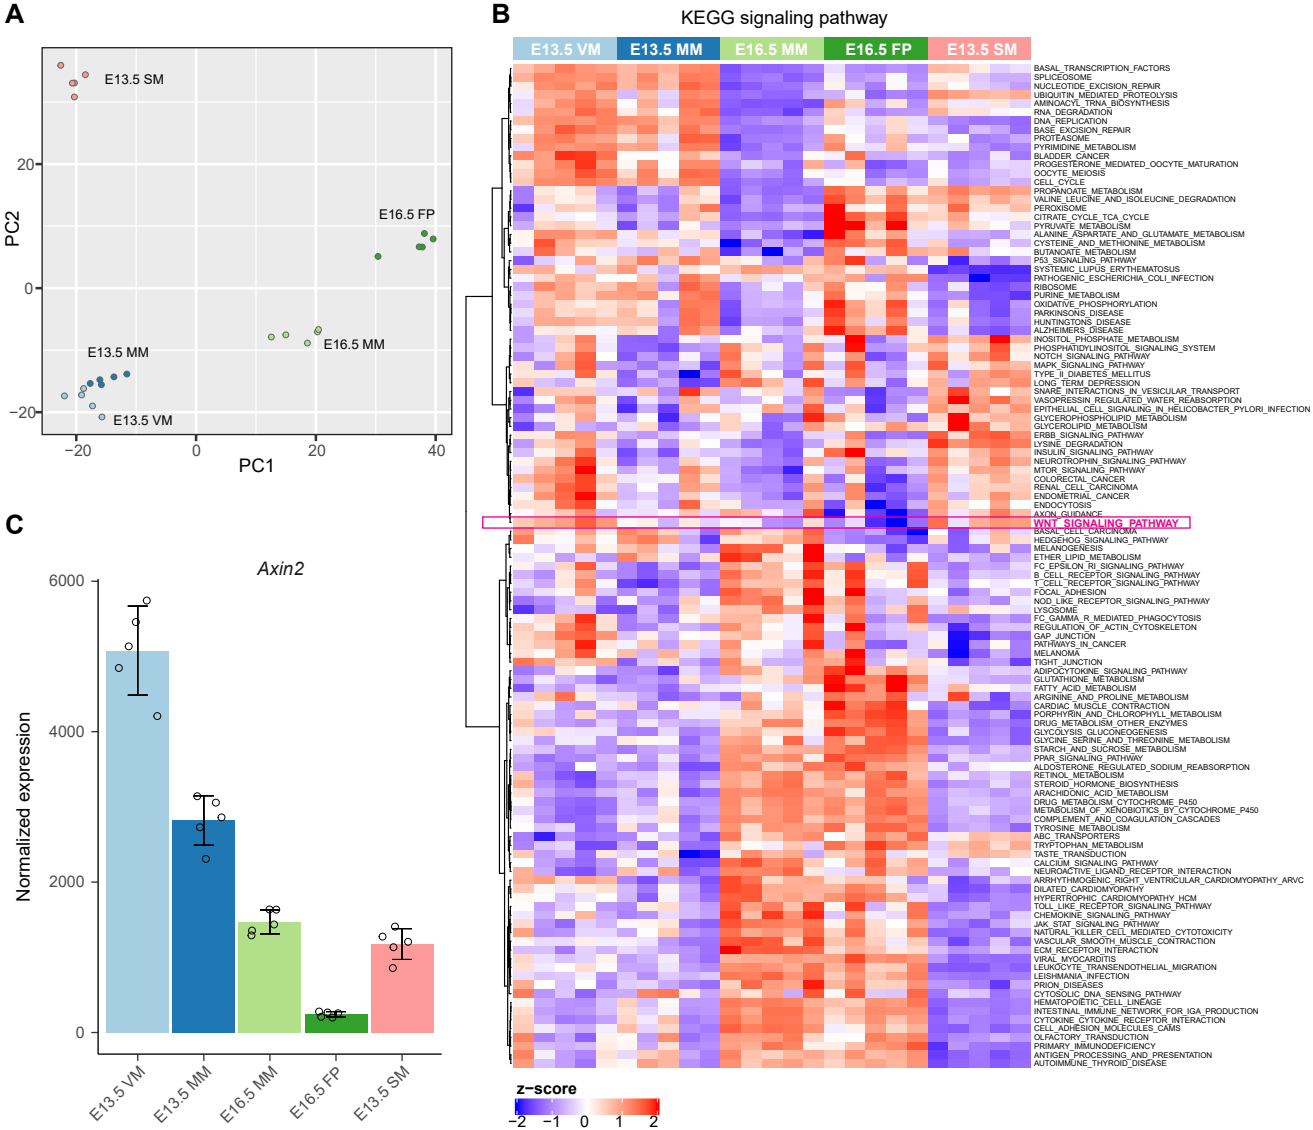 A
E13.5 SM
E16.5 FP
E16.5 MM
E13.5 MM
E13.5 VM
20
0
−20
PC2
−20
0
20
40
PC1
B
KEGG signaling pathway
E13.5 VM
E13.5 MM
E16.5 MM
E16.5 FP
E13.5 SM
BASAL_TRANSCRIPTION_FACTORS
SPLICEOSOME
NUCLEOTIDE_EXCISION_REPAIR
UBIQUITIN_MEDIATED_PROTEOLYSIS
AMINOACYL_TRNA_BIOSYNTHESIS
RNA_DEGRADATION
DNA_REPLICATION
BASE_EXCISION_REPAIR
PROTEASOME
PYRIMIDINE_METABOLISM
BLADDER_CANCER
PROGESTERONE_MEDIATED_OOCYTE_MATURATION
OOCYTE_MEIOSIS
CELL_CYCLE
PROPANOATE_METABOLISM
VALINE_LEUCINE_AND_ISOLEUCINE_DEGRADATION
PEROXISOME
CITRATE_CYCLE_TCA_CYCLE
PYRUVATE_METABOLISM
ALANINE_ASPARTATE_AND_GLUTAMATE_METABOLISM
CYSTEINE_AND_METHIONINE_METABOLISM
BUTANOATE_METABOLISM
P53_SIGNALING_PATHWAY
SYSTEMIC_LUPUS_ERYTHEMATOSUS
PATHOGENIC_ESCHERICHIA_COLI_INFECTION
RIBOSOME
PURINE_METABOLISM
OXIDATIVE_PHOSPHORYLATION
PARKINSONS_DISEASE
HUNTINGTONS_DISEASE
ALZHEIMERS_DISEASE
INOSITOL_PHOSPHATE_METABOLISM
PHOSPHATIDYLINOSITOL_SIGNALING_SYSTEM
NOTCH_SIGNALING_PATHWAY
MAPK_SIGNALING_PATHWAY
TYPE_II_DIABETES_MELLITUS
LONG_TERM_DEPRESSION
SNARE_INTERACTIONS_IN_VESICULAR_TRANSPORT
VASOPRESSIN_REGULATED_WATER_REABSORPTION
EPITHELIAL_CELL_SIGNALING_IN_HELICOBACTER_PYLORI_INFECTION
GLYCEROPHOSPHOLIPID_METABOLISM
GLYCEROLIPID_METABOLISM
ERBB_SIGNALING_PATHWAY
LYSINE_DEGRADATION
INSULIN_SIGNALING_PATHWAY
NEUROTROPHIN_SIGNALING_PATHWAY
MTOR_SIGNALING_PATHWAY
COLORECTAL_CANCER
RENAL_CELL_CARCINOMA
ENDOMETRIAL_CANCER
ENDOCYTOSIS
AXON_GUIDANCE
WNT_SIGNALING_PATHWAY
BASAL_CELL_CARCINOMA
HEDGEHOG_SIGNALING_PATHWAY
MELANOGENESIS
ETHER_LIPID_METABOLISM
FC_EPSILON_RI_SIGNALING_PATHWAY
B_CELL_RECEPTOR_SIGNALING_PATHWAY
T_CELL_RECEPTOR_SIGNALING_PATHWAY
FOCAL_ADHESION
NOD_LIKE_RECEPTOR_SIGNALING_PATHWAY
LYSOSOME
FC_GAMMA_R_MEDIATED_PHAGOCYTOSIS
REGULATION_OF_ACTIN_CYTOSKELETON
GAP_JUNCTION
PATHWAYS_IN_CANCER
MELANOMA
TIGHT_JUNCTION
ADIPOCYTOKINE_SIGNALING_PATHWAY
GLUTATHIONE_METABOLISM
FATTY_ACID_METABOLISM
ARGININE_AND_PROLINE_METABOLISM
CARDIAC_MUSCLE_CONTRACTION
PORPHYRIN_AND_CHLOROPHYLL_METABOLISM
DRUG_METABOLISM_OTHER_ENZYMES
GLYCOLYSIS_GLUCONEOGENESIS
GLYCINE_SERINE_AND_THREONINE_METABOLISM
STARCH_AND_SUCROSE_METABOLISM
PPAR_SIGNALING_PATHWAY
ALDOSTERONE_REGULATED_SODIUM_REABSORPTION
RETINOL_METABOLISM
STEROID_HORMONE_BIOSYNTHESIS
ARACHIDONIC_ACID_METABOLISM
DRUG_METABOLISM_CYTOCHROME_P450
METABOLISM_OF_XENOBIOTICS_BY_CYTOCHROME_P450
COMPLEMENT_AND_COAGULATION_CASCADES
TYROSINE_METABOLISM
ABC_TRANSPORTERS
TRYPTOPHAN_METABOLISM
TASTE_TRANSDUCTION
CALCIUM_SIGNALING_PATHWAY
NEUROACTIVE_LIGAND_RECEPTOR_INTERACTION
ARRHYTHMOGENIC_RIGHT_VENTRICULAR_CARDIOMYOPATHY_ARVC
DILATED_CARDIOMYOPATHY
HYPERTROPHIC_CARDIOMYOPATHY_HCM
TOLL_LIKE_RECEPTOR_SIGNALING_PATHWAY
CHEMOKINE_SIGNALING_PATHWAY
JAK_STAT_SIGNALING_PATHWAY
NATURAL_KILLER_CELL_MEDIATED_CYTOTOXICITY
VASCULAR_SMOOTH_MUSCLE_CONTRACTION
ECM_RECEPTOR_INTERACTION
VIRAL_MYOCARDITIS
LEUKOCYTE_TRANSENDOTHELIAL_MIGRATION
LEISHMANIA_INFECTION
PRION_DISEASES
CYTOSOLIC_DNA_SENSING_PATHWAY
HEMATOPOIETIC_CELL_LINEAGE
INTESTINAL_IMMUNE_NETWORK_FOR_IGA_PRODUCTION
CYTOKINE_CYTOKINE_RECEPTOR_INTERACTION
CELL_ADHESION_MOLECULES_CAMS
OLFACTORY_TRANSDUCTION
PRIMARY_IMMUNODEFICIENCY
ANTIGEN_PROCESSING_AND_PRESENTATION
AUTOIMMUNE_THYROID_DISEASE
z−score
−2 −1 0 1 2
C
Axin2
6000
4000
2000
0
Normalized expression
E13.5 VM
E13.5 MM
E16.5 MM
E16.5 FP
E13.5 SM